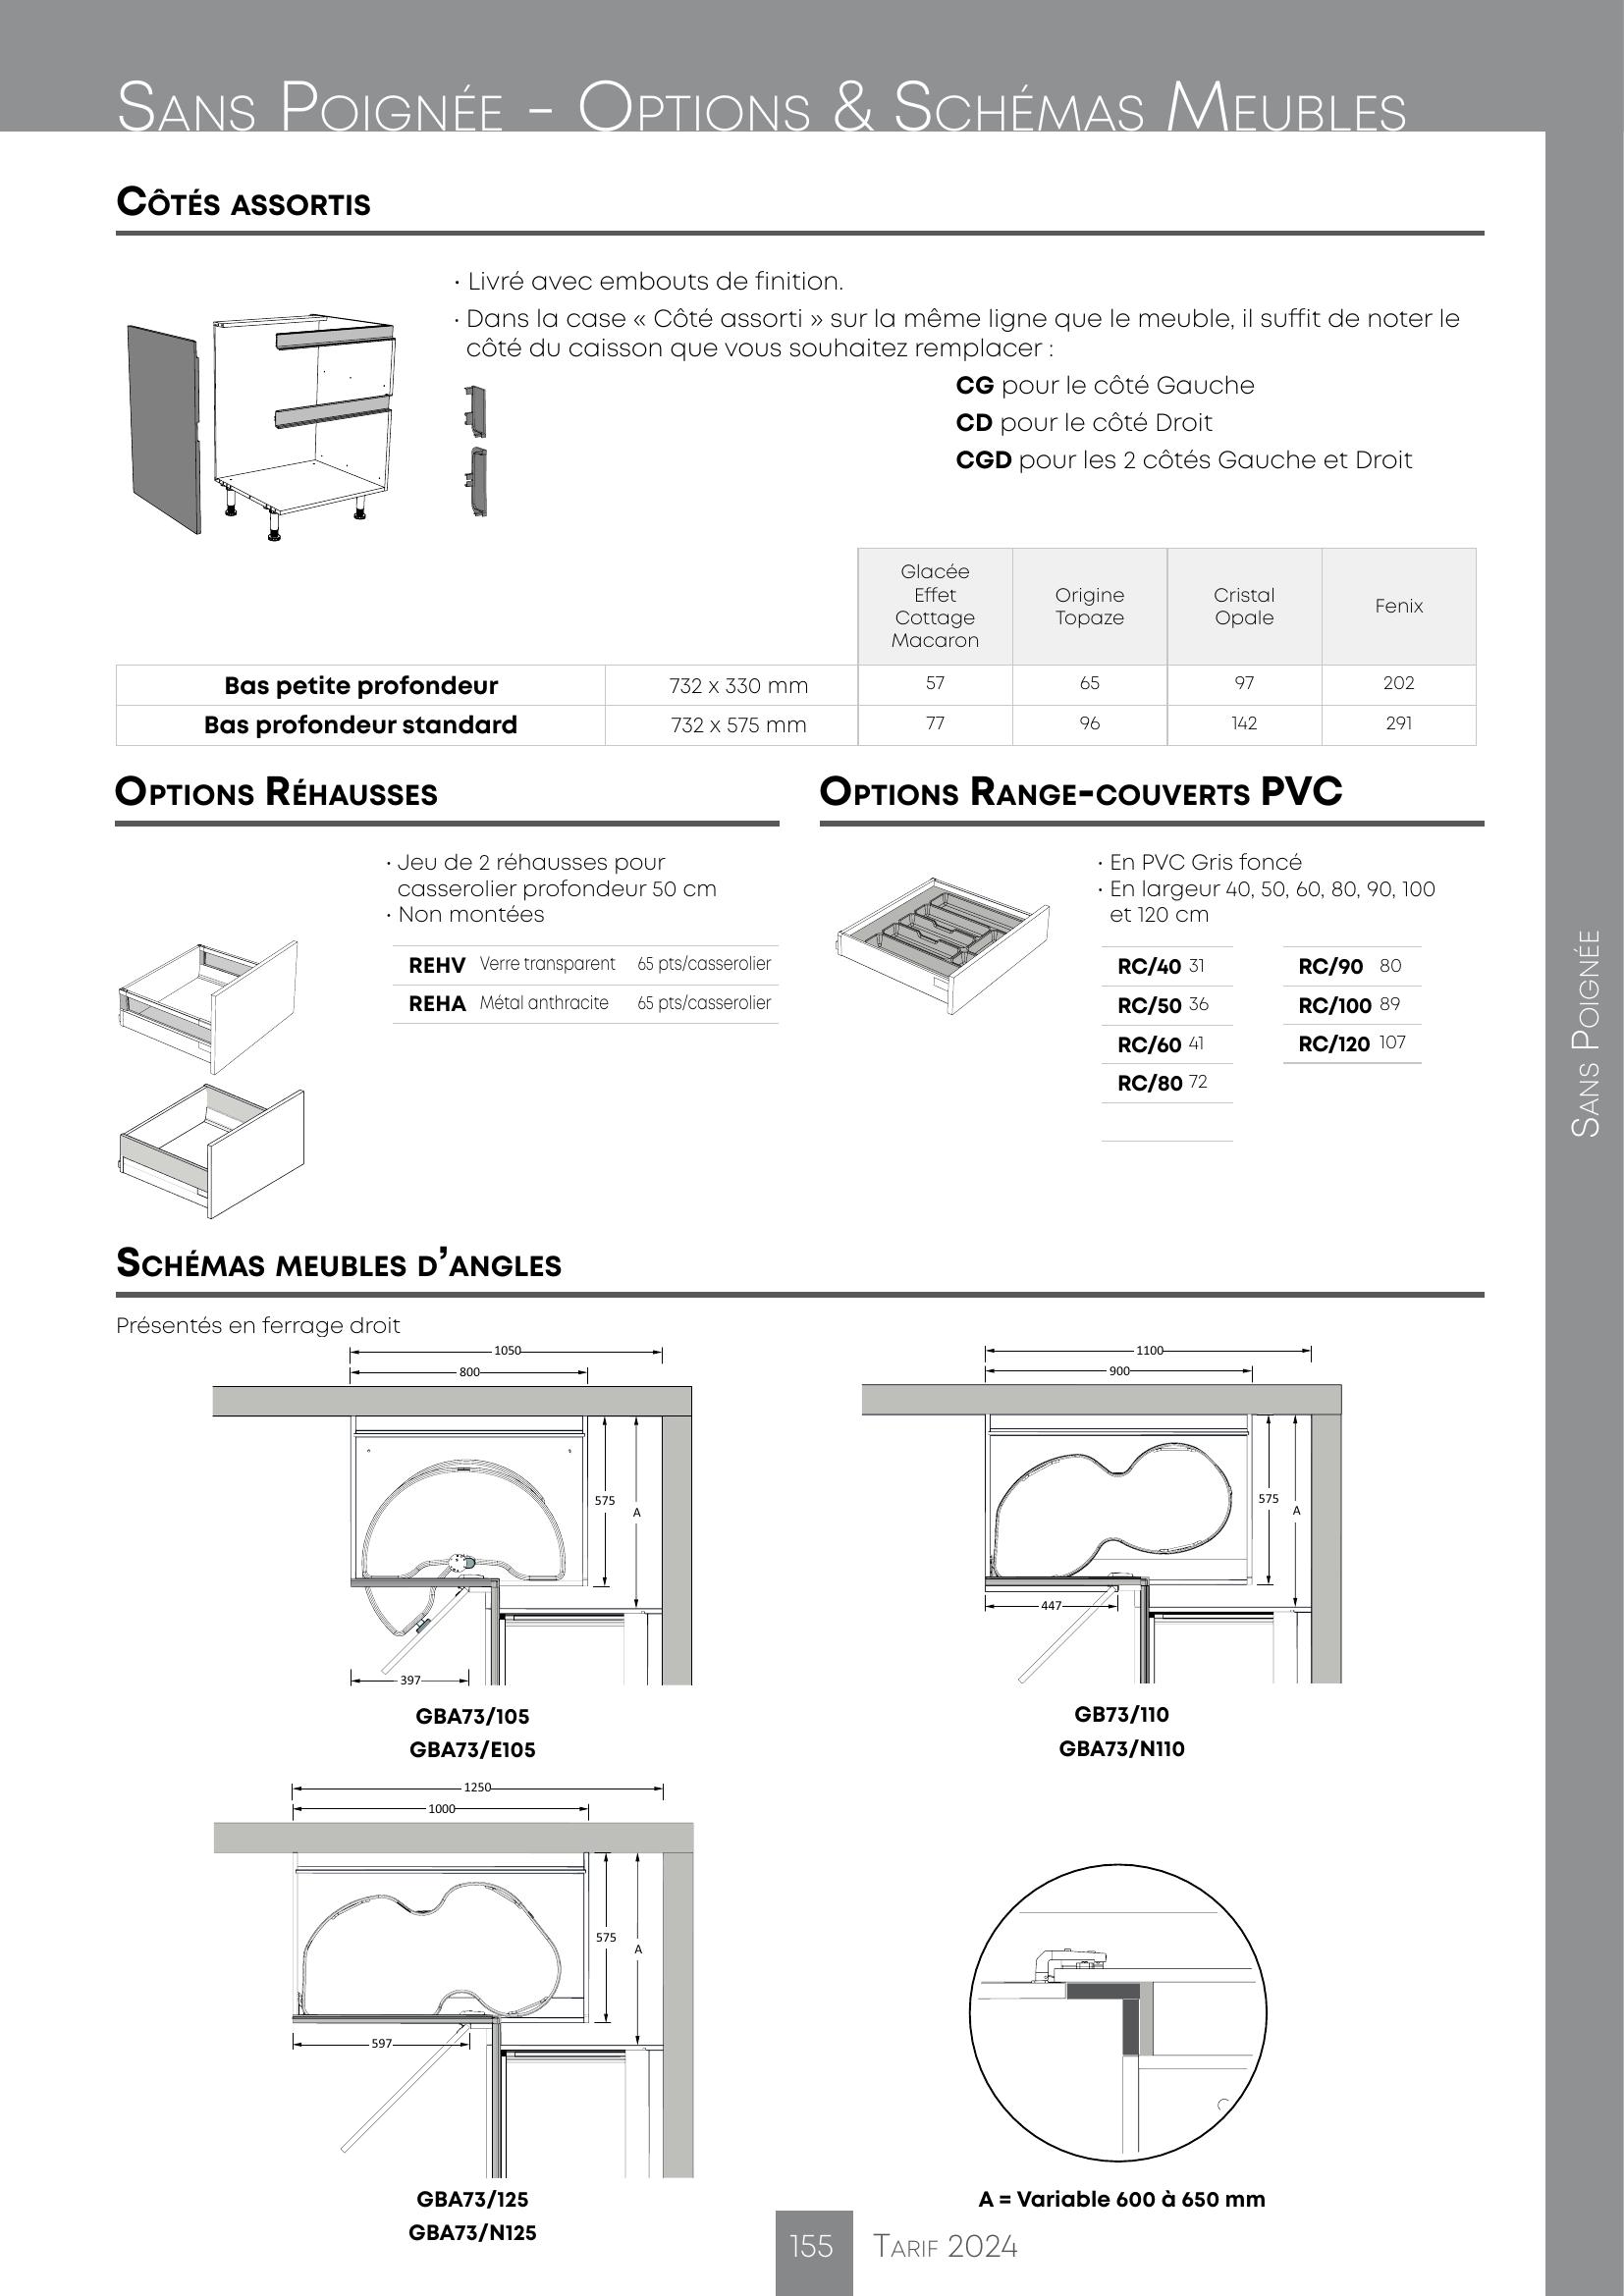 Sans Poignée - Options & Schémas Meubles
Côtés assortis
· Livré avec embouts de finition.
· Dans la case « Côté assorti » sur la même ligne que le meuble, il suffit de noter le
côté du caisson que vous souhaitez remplacer :
CG pour le côté Gauche
CD pour le côté Droit
CGD pour les 2 côtés Gauche et Droit
Glacée
Effet
Cottage
Macaron
Origine
Topaze
Cristal
Opale
Fenix
Bas petite profondeur 732 x 330 mm 57 65 97 202
Bas profondeur standard 732 x 575 mm 77 96 142 291
Options Réhausses
· Jeu de 2 réhausses pour
casserolier profondeur 50 cm
· Non montées
REHV Verre transparent 65 pts/casserolier
REHA Métal anthracite 65 pts/casserolier
Options Range-couverts PVC
· En PVC Gris foncé
· En largeur 40, 50, 60, 80, 90, 100
et 120 cm
RC/40 31
RC/50 36
RC/60 41
RC/80 72
RC/90 80
RC/100 89
RC/120 107
Sans Poignée
Schémas meubles d'angles
Présentés en ferrage droit
1050
800
575
A
397
GBA73/105
GBA73/E105
1100
900
575
A
447
GB73/110
GBA73/N110
1250
1000
575
A
597
GBA73/125
GBA73/N125
A = Variable 600 à 650 mm
155 Tarif 2024